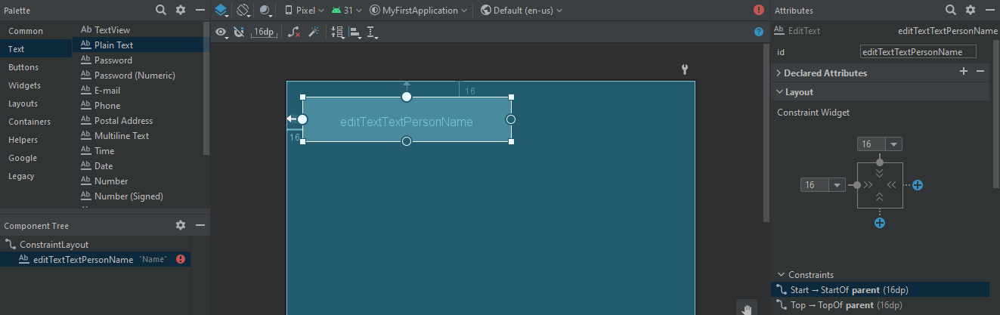 Palette
Common
Text
Buttons
Widgets
Layouts
Containers
Helpers
Google
Legacy
Ab TextView
Ab Plain Text
Ab Password
Ab Password (Numeric)
Ab E-mail
Ab Phone
Ab Postal Address
Ab Multiline Text
Ab Time
Ab Date
Ab Number
Ab Number (Signed)
Component Tree
ConstraintLayout
Ab editTextTextPersonName "Name"
Pixel 31 MyFirstApplication Default (en-us)
16dp
16
editTextTextPersonName
16
Attributes
Ab EditText editTextTextPersonName
id editTextTextPersonName
Declared Attributes
Layout
Constraint Widget
16
16
Constraints
Start → StartOf parent (16dp)
Top → TopOf parent (16dp)